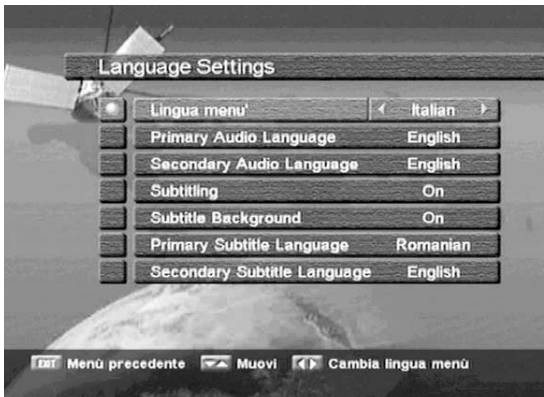 Language Settings
Lingua menu' Italian
Primary Audio Language English
Secondary Audio Language English
Subtitling On
Subtitle Background On
Primary Subtitle Language Romanian
Secondary Subtitle Language English
EXIT Menù precedente Muovi Cambia lingua menù